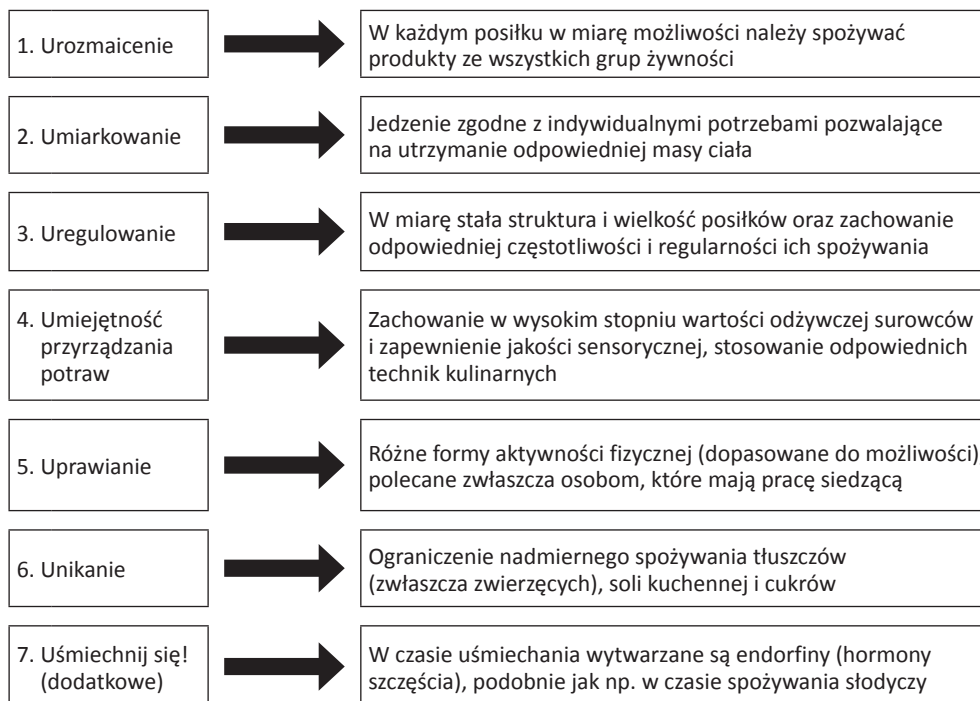 1. Urozmaicenie
W każdym posiłku w miarę możliwości należy spożywać
produkty ze wszystkich grup żywności
2. Umiarkowanie
Jedzenie zgodne z indywidualnymi potrzebami pozwalające
na utrzymanie odpowiedniej masy ciała
3. Uregulowanie
W miarę stała struktura i wielkość posiłków oraz zachowanie
odpowiedniej częstotliwości i regularności ich spożywania
4. Umiejętność
przyrządzania
potraw
Zachowanie w wysokim stopniu wartości odżywczej surowców
i zapewnienie jakości sensorycznej, stosowanie odpowiednich
technik kulinarnych
5. Uprawianie
Różne formy aktywności fizycznej (dopasowane do możliwości)
polecane zwłaszcza osobom, które mają pracę siedzącą
6. Unikanie
Ograniczenie nadmiernego spożywania tłuszczów
(zwłaszcza zwierzęcych), soli kuchennej i cukrów
7. Uśmiechnij się!
(dodatkowe)
W czasie uśmiechania wytwarzane są endorfiny (hormony
szczęścia), podobnie jak np. w czasie spożywania słodyczy